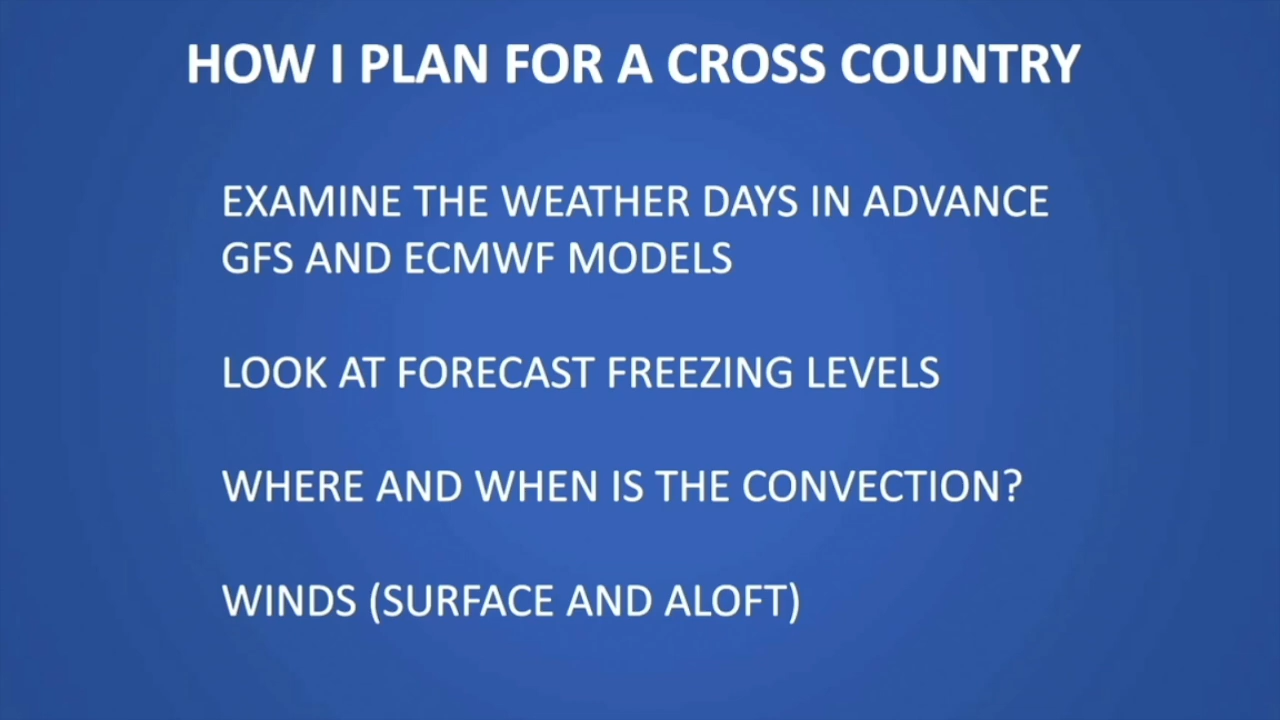 HOW I PLAN FOR A CROSS COUNTRY
EXAMINE THE WEATHER DAYS IN ADVANCE
GFS AND ECMWF MODELS
LOOK AT FORECAST FREEZING LEVELS
WHERE AND WHEN IS THE CONVECTION?
WINDS (SURFACE AND ALOFT)